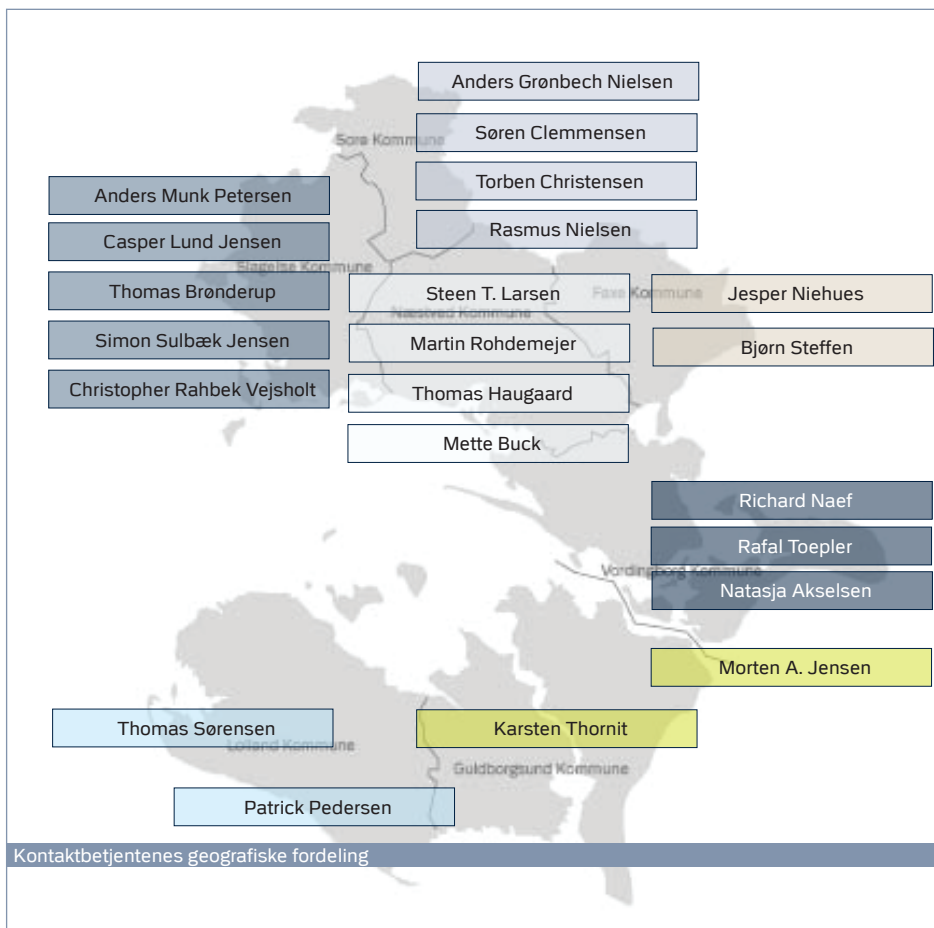 Anders Grønbech Nielsen
Søren Clemmensen
Sorø Kommune
Torben Christensen
Anders Munk Petersen
Rasmus Nielsen
Casper Lund Jensen
Slagelse Kommune
Thomas Brønderup
Steen T. Larsen
Faxe Kommune
Jesper Niehues
Næstved Kommune
Simon Sulbæk Jensen
Martin Rohdemejer
Bjørn Steffen
Christopher Rahbek Vejsholt
Thomas Haugaard
Mette Buck
Richard Naef
Rafal Toepler
Vordingborg Kommune
Natasja Akselsen
Morten A. Jensen
Thomas Sørensen
Karsten Thornit
Lolland Kommune
Guldborgsund Kommune
Patrick Pedersen
Kontaktbetjentenes geografiske fordeling